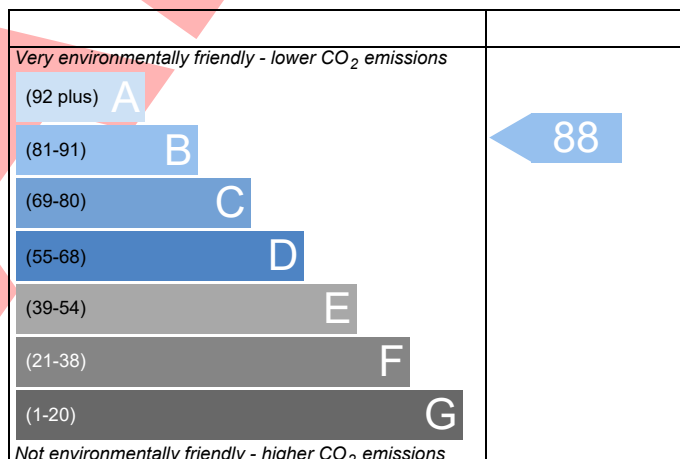 Very environmentally friendly - lower CO2 emissions
(92 plus) A
(81-91) B
88
(69-80) C
(55-68) D
(39-54) E
(21-38) F
(1-20) G
Not environmentally friendly - higher CO2 emissions